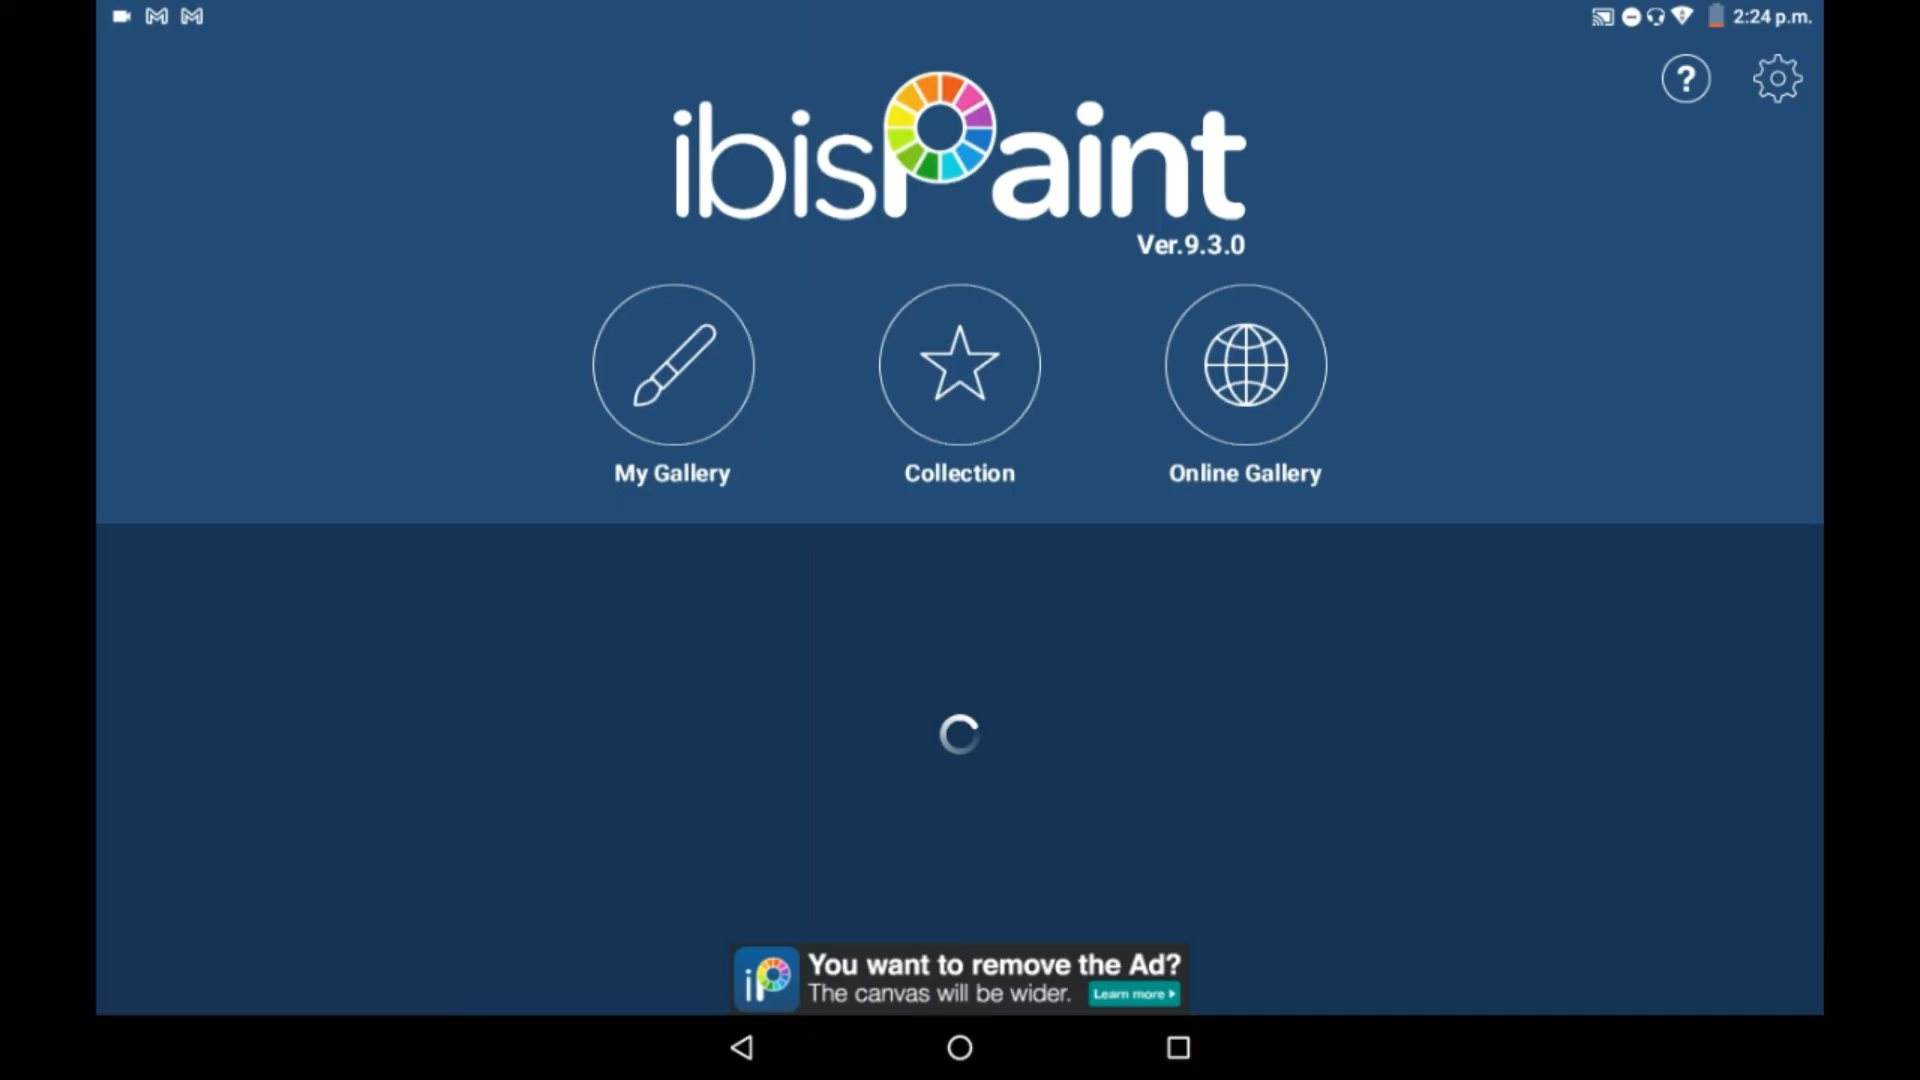 2:24 p.m.
ibisPaint
Ver.9.3.0
My Gallery
Collection
Online Gallery
iP
You want to remove the Ad?
The canvas will be wider.
Learn more